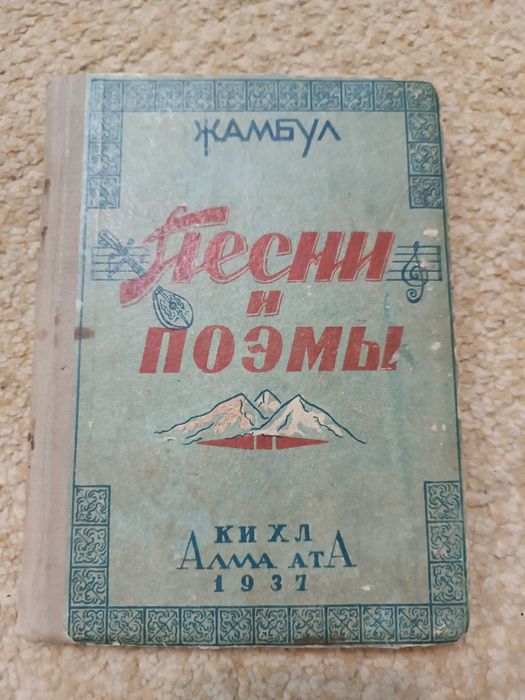 ЖАМБУЛ
Песни
и
ПОЭМЫ
КИХЛ
АЛМА АТА
1937